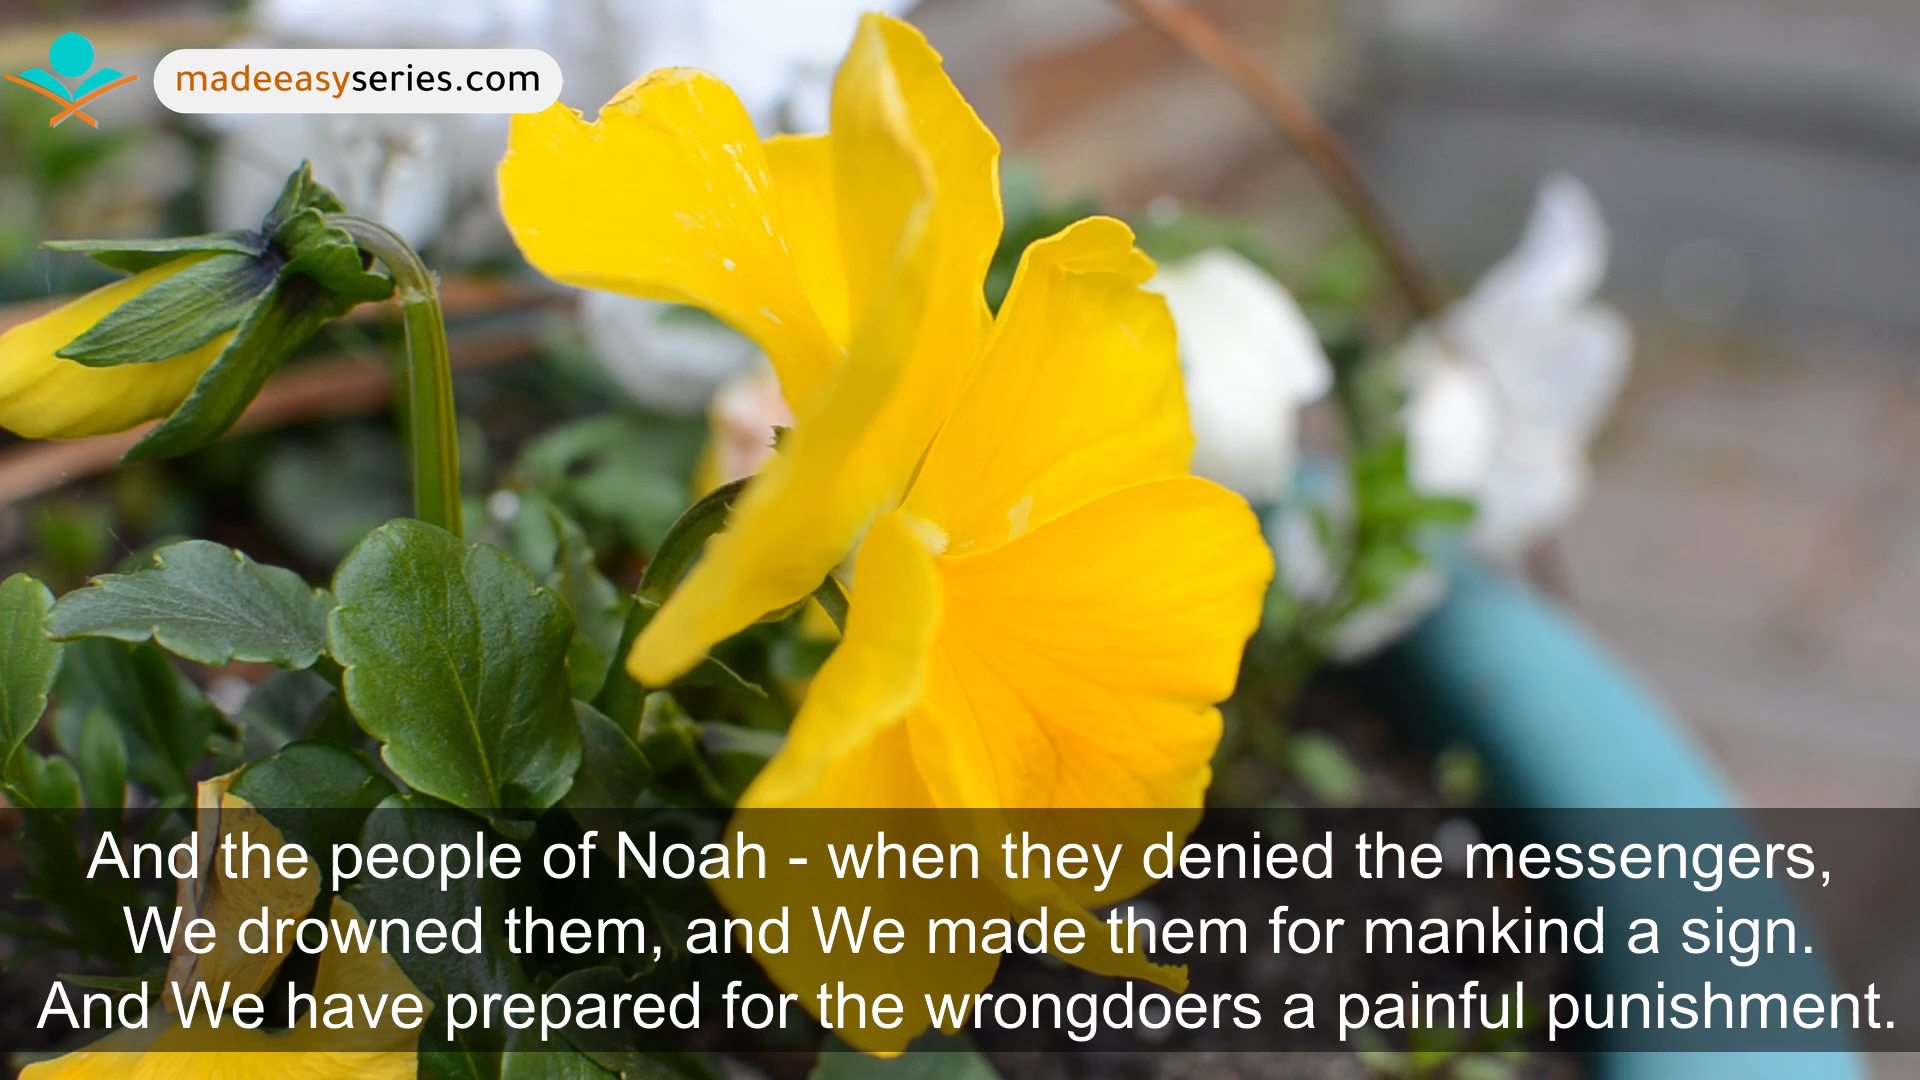 madeeasyseries.com
And the people of Noah - when they denied the messengers,
We drowned them, and We made them for mankind a sign.
And We have prepared for the wrongdoers a painful punishment.